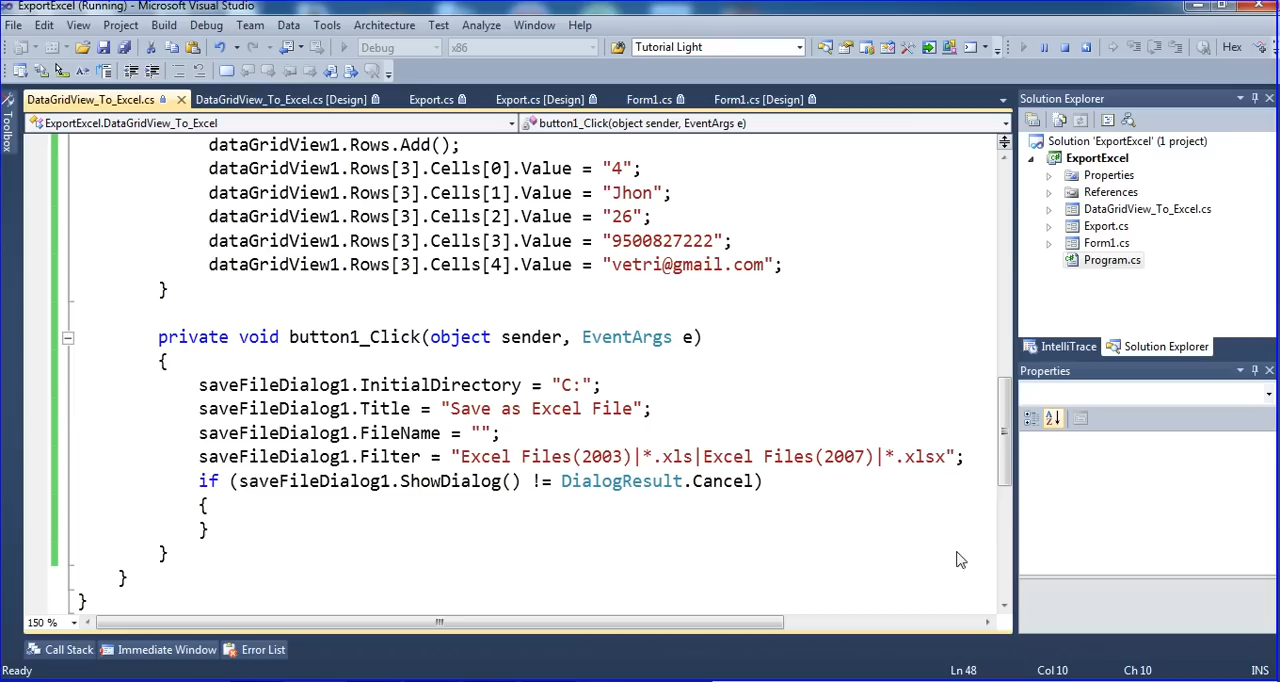 ExportExcel (Running) - Microsoft Visual Studio
File Edit View Project Build Debug Team Data Tools Architecture Test Analyze Window Help
Debug x86 Tutorial Light Hex
DataGridView_To_Excel.cs DataGridView_To_Excel.cs [Design] Export.cs Export.cs [Design] Form1.cs Form1.cs [Design]
Toolbox
ExportExcel.DataGridView_To_Excel button1_Click(object sender, EventArgs e)
dataGridView1.Rows.Add();
dataGridView1.Rows[3].Cells[0].Value = "4";
dataGridView1.Rows[3].Cells[1].Value = "Jhon";
dataGridView1.Rows[3].Cells[2].Value = "26";
dataGridView1.Rows[3].Cells[3].Value = "9500827222";
dataGridView1.Rows[3].Cells[4].Value = "vetri@gmail.com";
}
private void button1_Click(object sender, EventArgs e)
{
saveFileDialog1.InitialDirectory = "C:";
saveFileDialog1.Title = "Save as Excel File";
saveFileDialog1.FileName = "";
saveFileDialog1.Filter = "Excel Files(2003)|*.xls|Excel Files(2007)|*.xlsx";
if (saveFileDialog1.ShowDialog() != DialogResult.Cancel)
{
}
}
}
}
150 %
Solution Explorer
Solution 'ExportExcel' (1 project)
ExportExcel
Properties
References
DataGridView_To_Excel.cs
Export.cs
Form1.cs
Program.cs
IntelliTrace Solution Explorer
Properties
Call Stack Immediate Window Error List
Ready Ln 48 Col 10 Ch 10 INS